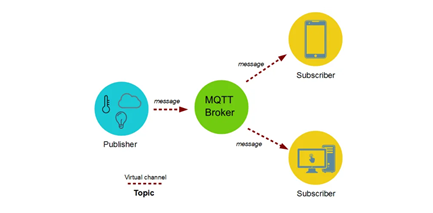 Subscriber
message
message
MQTT
Broker
Publisher
message
Subscriber
Virtual channel
Topic